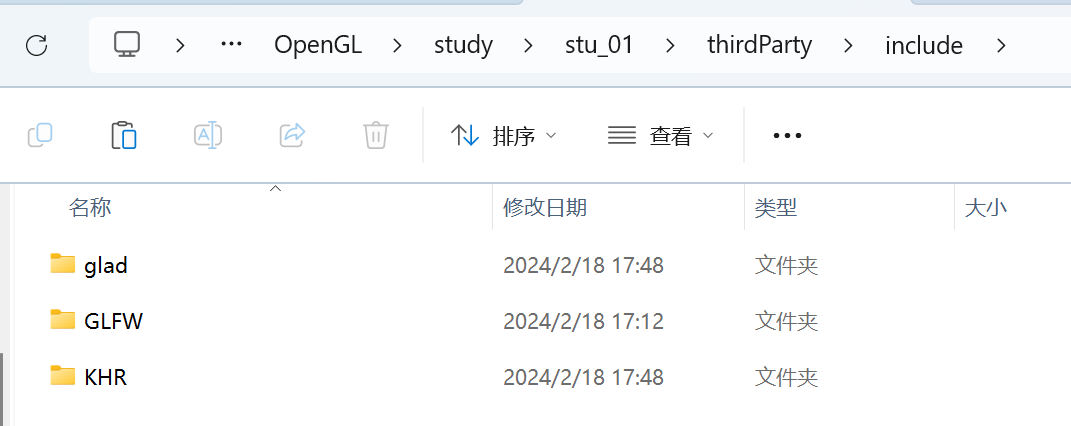 … OpenGL > study > stu_01 > thirdParty > include >
排序 查看
名称 修改日期 类型 大小
glad 2024/2/18 17:48 文件夹
GLFW 2024/2/18 17:12 文件夹
KHR 2024/2/18 17:48 文件夹